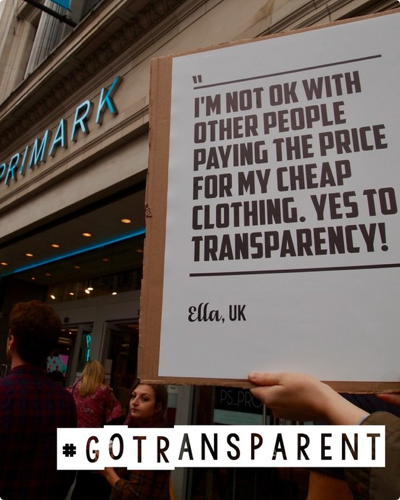 PRIMARK
"
I'M NOT OK WITH
OTHER PEOPLE
PAYING THE PRICE
FOR MY CHEAP
CLOTHING. YES TO
TRANSPARENCY!
Ella, UK
#GOTRANSPARENT